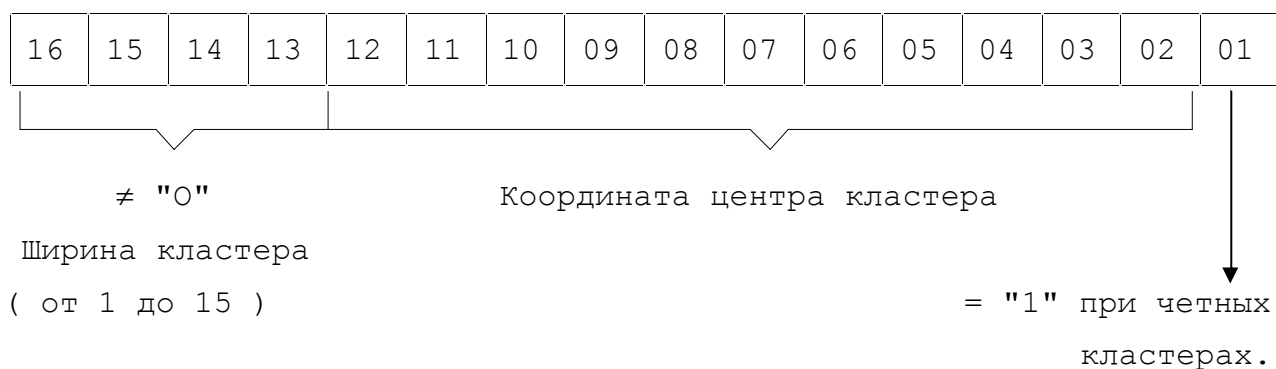 16 15 14 13 12 11 10 09 08 07 06 05 04 03 02 01
≠ "0" Координата центра кластера
Ширина кластера
( от 1 до 15 ) = "1" при четных
кластерах.